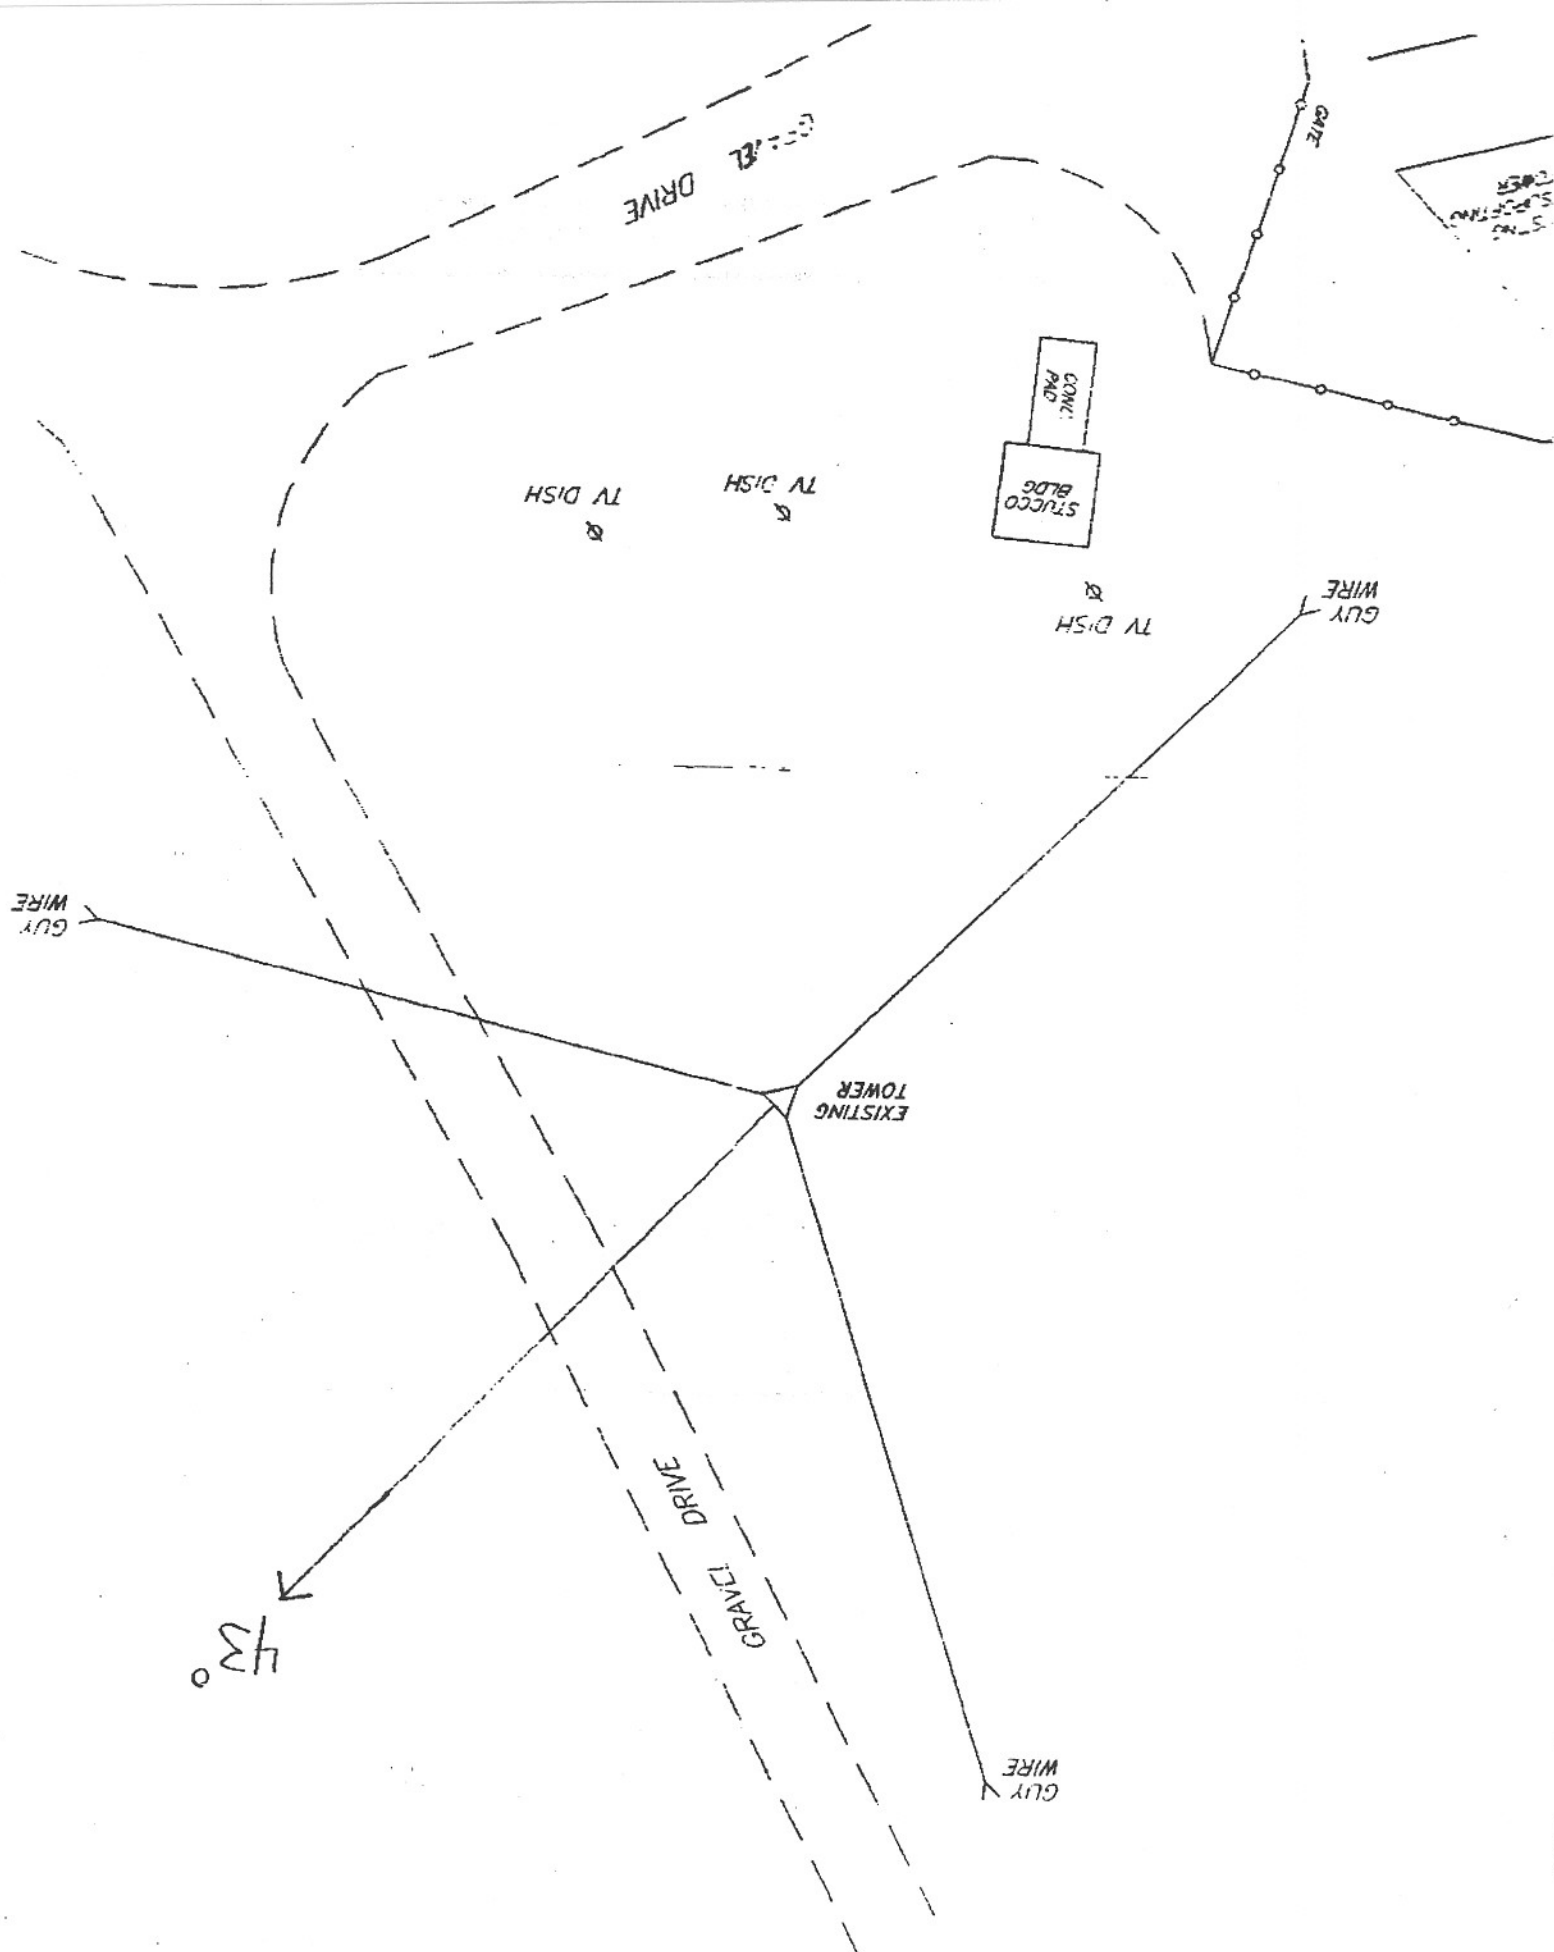 GUY
WIRE
43°
GRAVEL DRIVE
EXISTING
TOWER
GUY
WIRE
TV DISH
GUY
WIRE
STUCCO
BLDG
TV DISH
TV DISH
CONC.
PAD
DRIVE
GATE